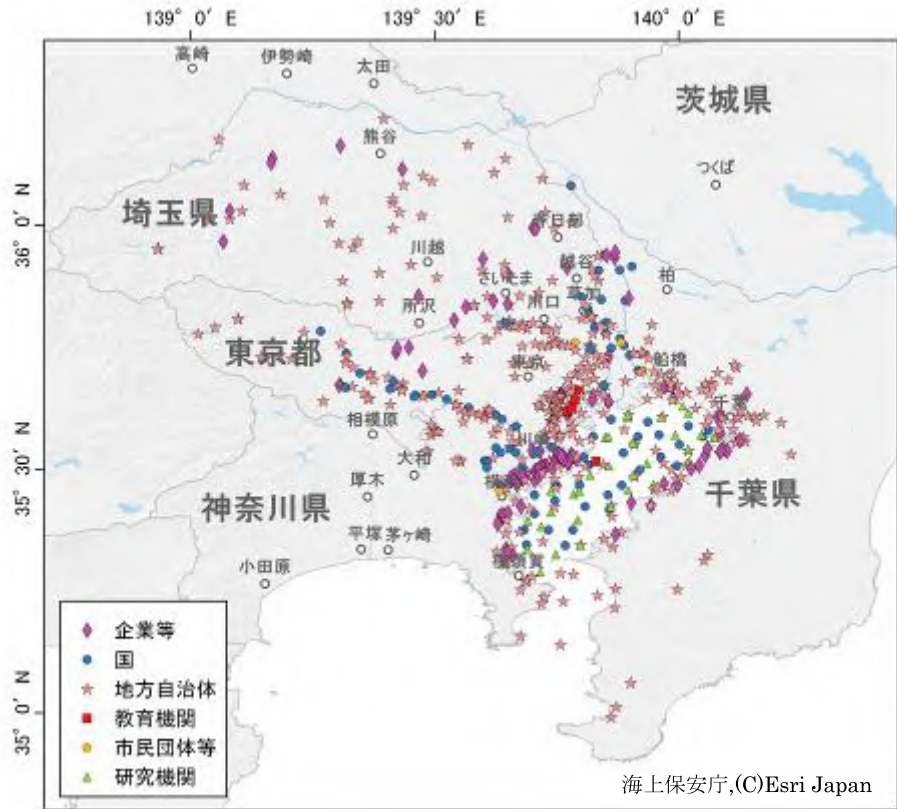 139° 0′ E
139° 30′ E
140° 0′ E
高崎
伊勢崎
太田
茨城県
熊谷
つくば
36° 0′ N
埼玉県
春日部
川越
越谷
柏
さいたま
草加
所沢
川口
東京都
船橋
東京
千葉
相模原
川崎
35° 30′ N
大和
厚木
千葉県
神奈川県
平塚
茅ヶ崎
横須賀
小田原
企業等
国
地方自治体
教育機関
市民団体等
研究機関
35° 0′ N
海上保安庁,(C)Esri Japan